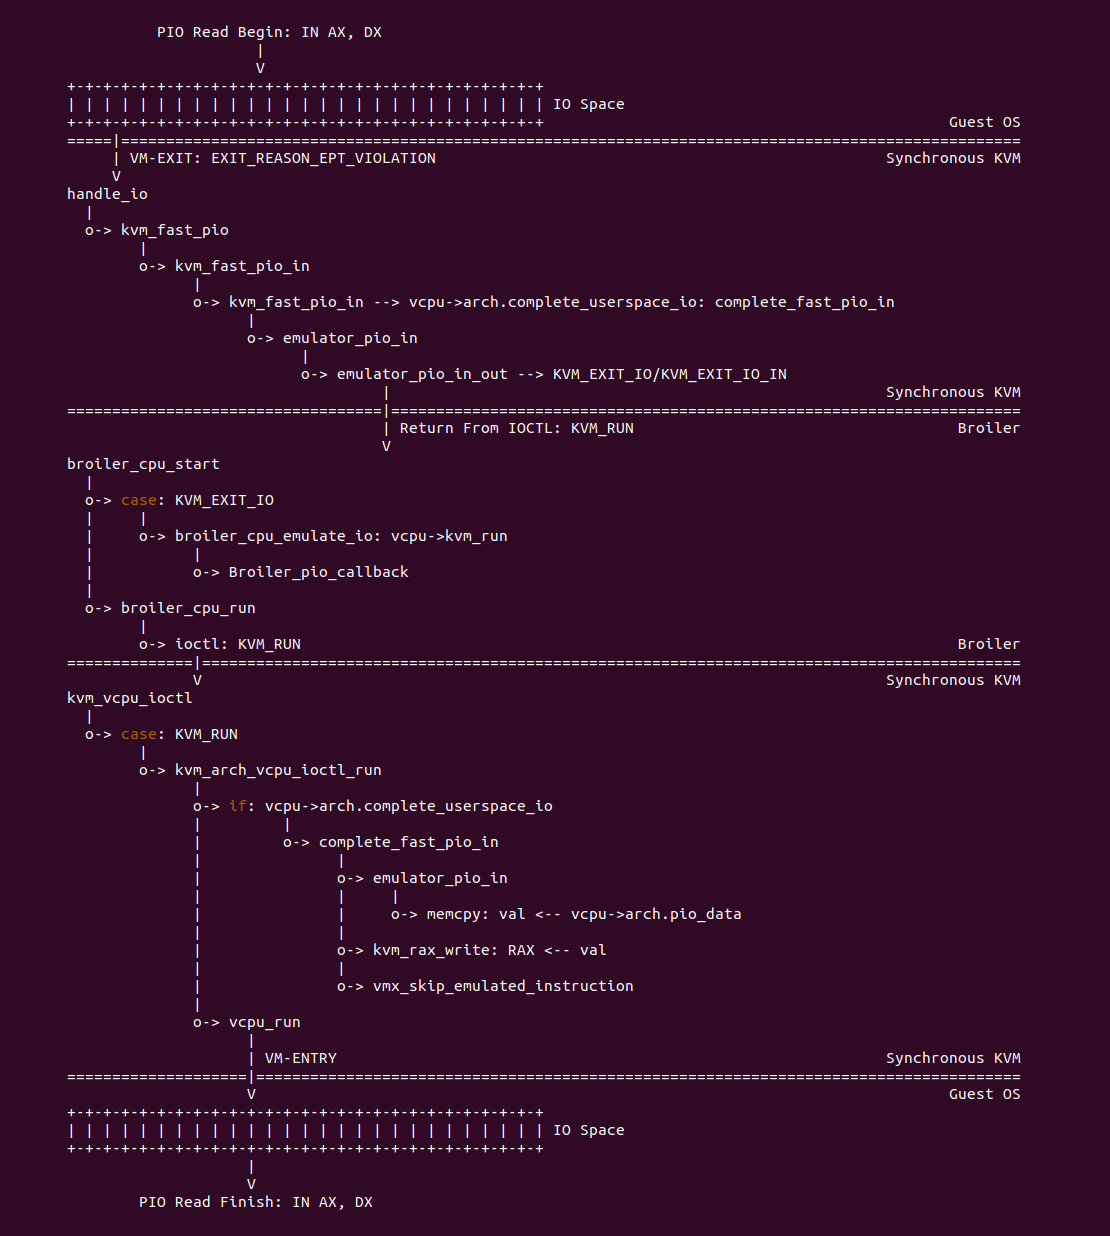 PIO Read Begin: IN AX, DX
|
V
+-+-+-+-+-+-+-+-+-+-+-+-+-+-+-+-+-+-+-+-+-+-+-+-+-+-+
| | | | | | | | | | | | | | | | | | | | | | | | | | | IO Space
+-+-+-+-+-+-+-+-+-+-+-+-+-+-+-+-+-+-+-+-+-+-+-+-+-+-+ Guest OS
=====|====================================================================================================
| VM-EXIT: EXIT_REASON_EPT_VIOLATION Synchronous KVM
V
handle_io
|
o-> kvm_fast_pio
|
o-> kvm_fast_pio_in
|
o-> kvm_fast_pio_in --> vcpu->arch.complete_userspace_io: complete_fast_pio_in
|
o-> emulator_pio_in
|
o-> emulator_pio_in_out --> KVM_EXIT_IO/KVM_EXIT_IO_IN
| Synchronous KVM
===================================|======================================================================
| Return From IOCTL: KVM_RUN Broiler
V
broiler_cpu_start
|
o-> case: KVM_EXIT_IO
| |
| o-> broiler_cpu_emulate_io: vcpu->kvm_run
| |
| o-> Broiler_pio_callback
|
o-> broiler_cpu_run
|
o-> ioctl: KVM_RUN Broiler
==============|===========================================================================================
V Synchronous KVM
kvm_vcpu_ioctl
|
o-> case: KVM_RUN
|
o-> kvm_arch_vcpu_ioctl_run
|
o-> if: vcpu->arch.complete_userspace_io
| |
| o-> complete_fast_pio_in
| |
| o-> emulator_pio_in
| | |
| | o-> memcpy: val <-- vcpu->arch.pio_data
| |
| o-> kvm_rax_write: RAX <-- val
| |
| o-> vmx_skip_emulated_instruction
|
o-> vcpu_run
|
| VM-ENTRY Synchronous KVM
====================|=====================================================================================
V Guest OS
+-+-+-+-+-+-+-+-+-+-+-+-+-+-+-+-+-+-+-+-+-+-+-+-+-+-+
| | | | | | | | | | | | | | | | | | | | | | | | | | | IO Space
+-+-+-+-+-+-+-+-+-+-+-+-+-+-+-+-+-+-+-+-+-+-+-+-+-+-+
|
V
PIO Read Finish: IN AX, DX